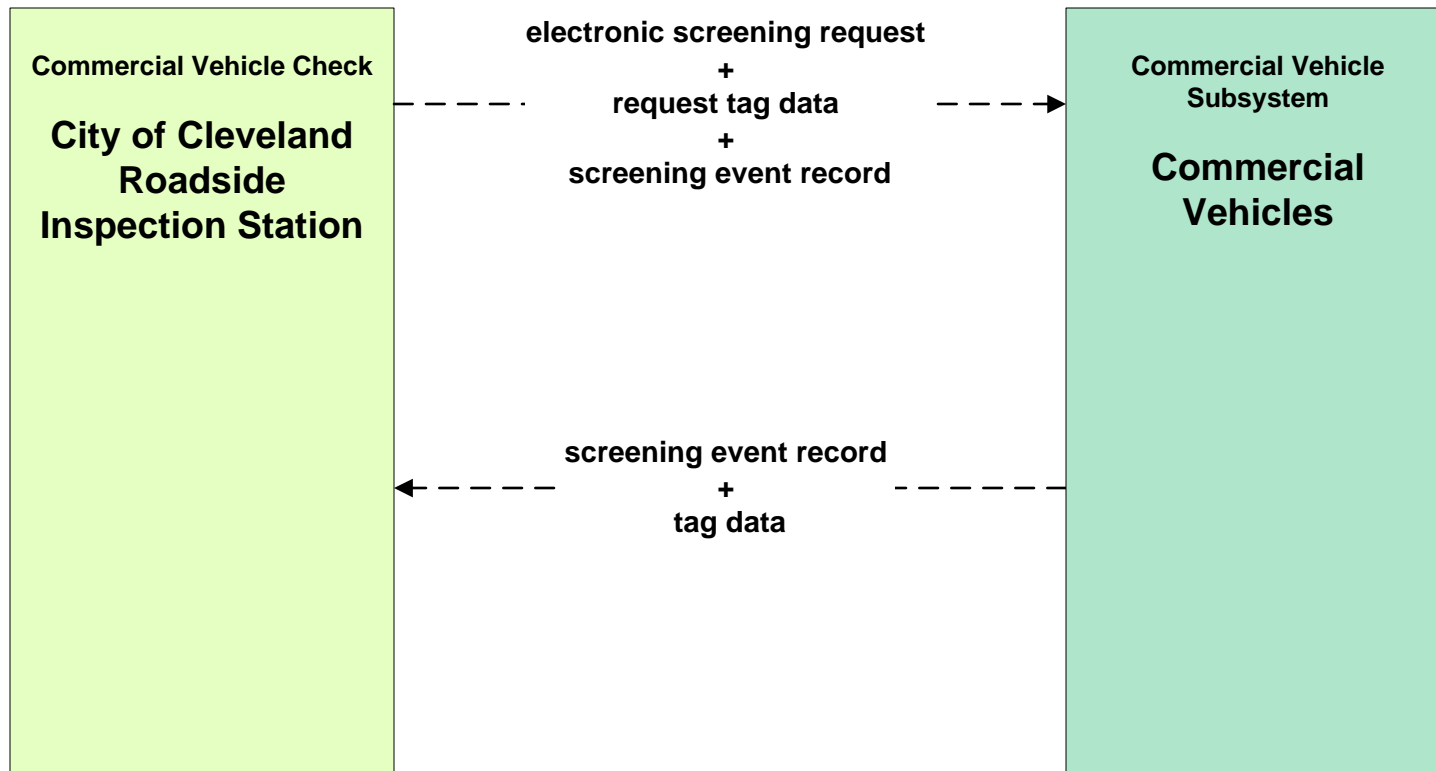 Commercial Vehicle Check
City of Cleveland
Roadside
Inspection Station
electronic screening request
+
request tag data
+
screening event record
Commercial Vehicle
Subsystem
Commercial
Vehicles
screening event record
+
tag data